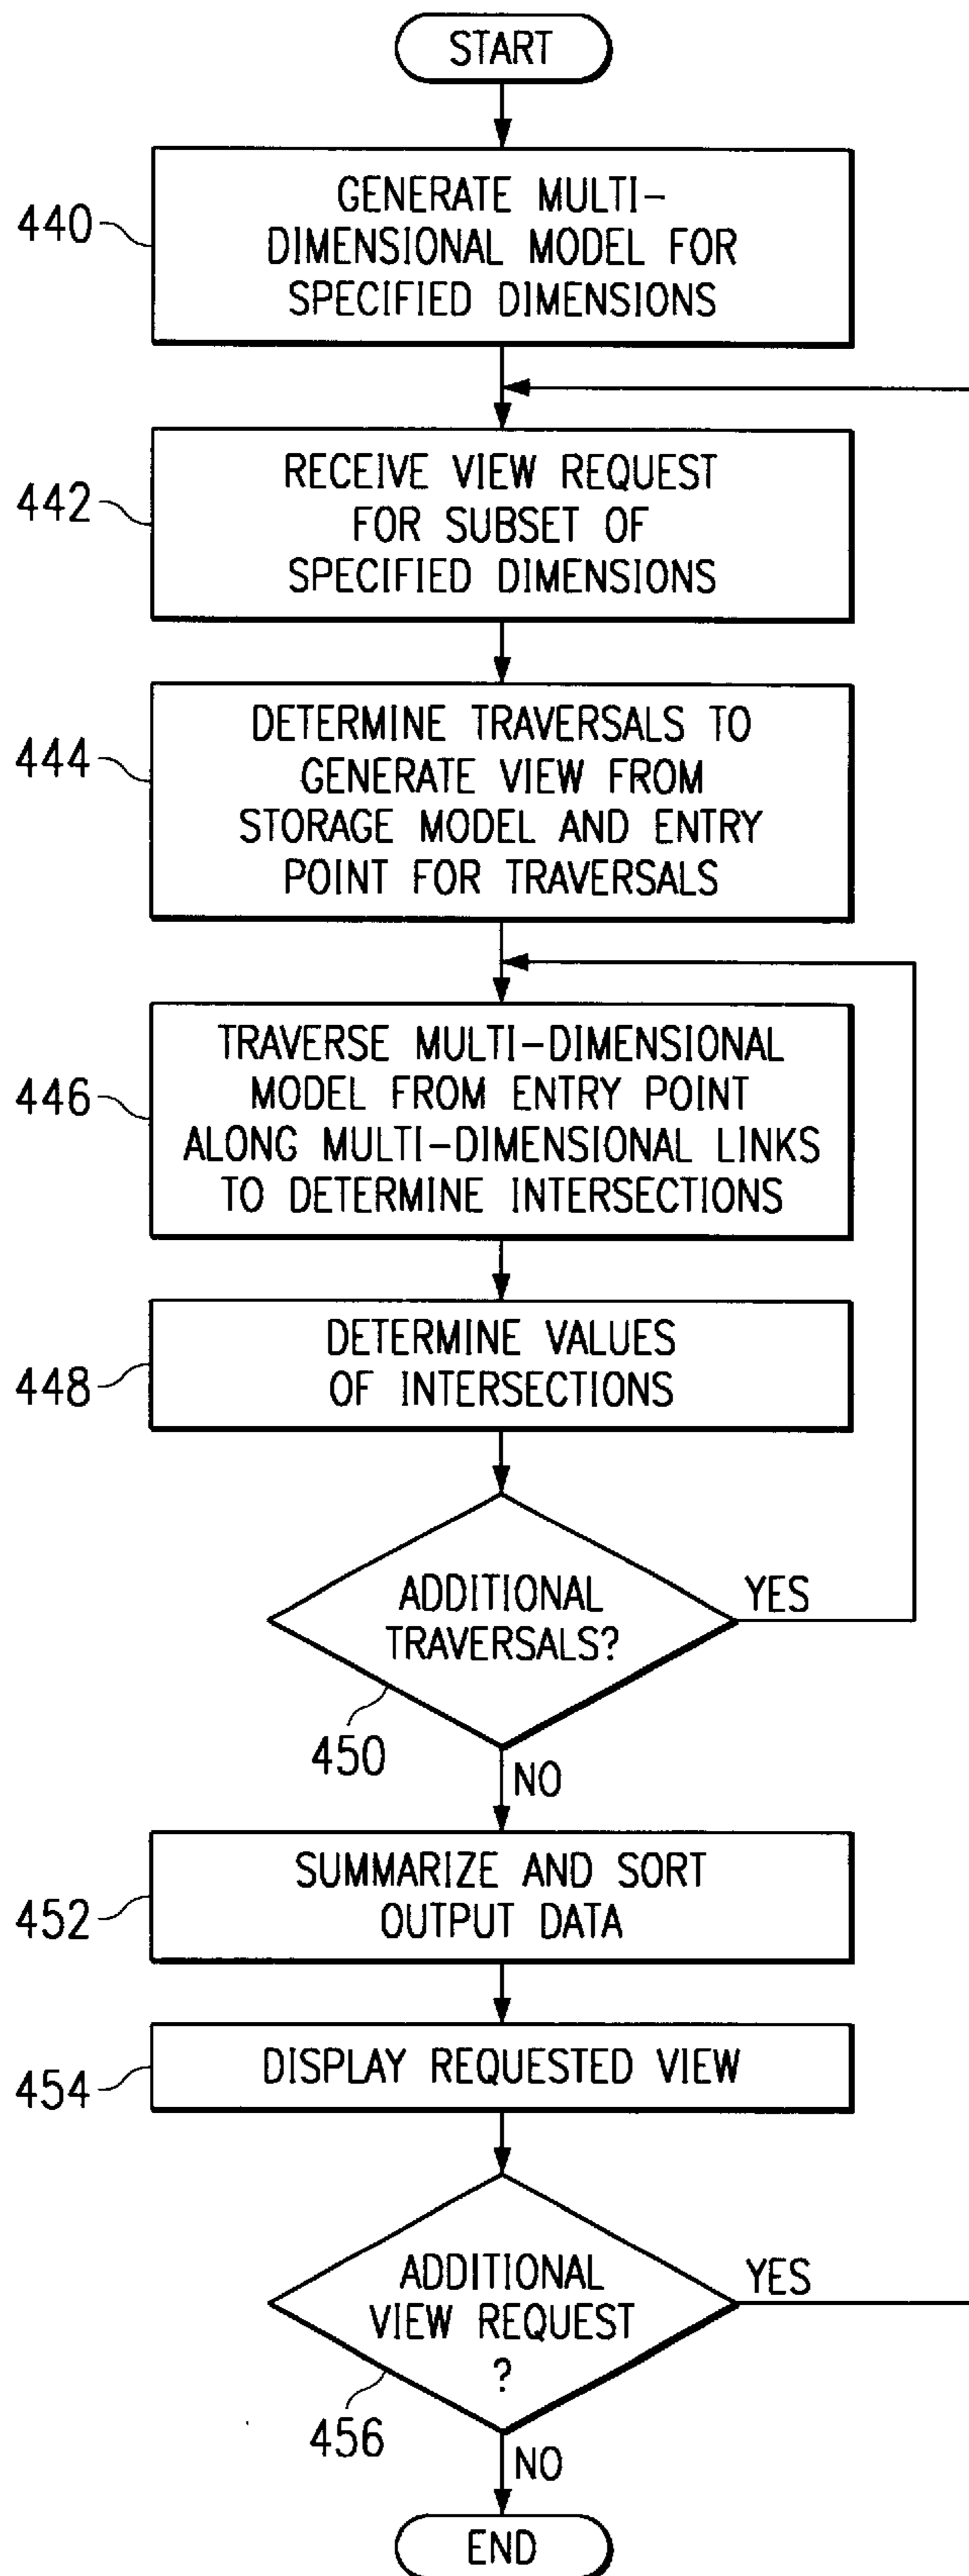 START
440
GENERATE MULTI-
DIMENSIONAL MODEL FOR
SPECIFIED DIMENSIONS
442
RECEIVE VIEW REQUEST
FOR SUBSET OF
SPECIFIED DIMENSIONS
444
DETERMINE TRAVERSALS TO
GENERATE VIEW FROM
STORAGE MODEL AND ENTRY
POINT FOR TRAVERSALS
446
TRAVERSE MULTI-DIMENSIONAL
MODEL FROM ENTRY POINT
ALONG MULTI-DIMENSIONAL LINKS
TO DETERMINE INTERSECTIONS
448
DETERMINE VALUES
OF INTERSECTIONS
ADDITIONAL
TRAVERSALS?
YES
450
NO
452
SUMMARIZE AND SORT
OUTPUT DATA
454
DISPLAY REQUESTED VIEW
ADDITIONAL
VIEW REQUEST
?
YES
456
NO
END